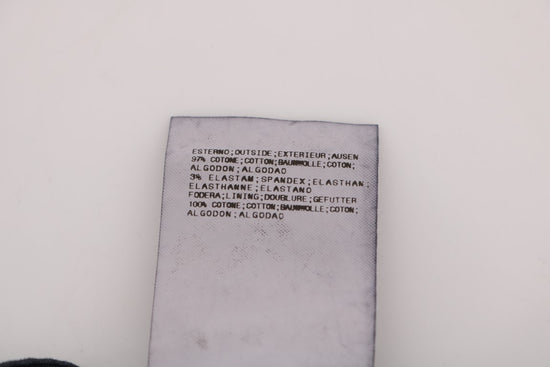 ESTERNO;OUTSIDE;EXTERIEUR;AUSEN
97% COTONE;COTTON;BAUMWOLLE;COTON;
ALGODON;ALGODAO
3% ELASTAM;SPANDEX;ELASTHAN;
ELASTHANNE;ELASTANO
FODERA;LINING;DOUBLURE;GEFUTTER
100% COTONE;COTTON;BAUMWOLLE;COTON;
ALGODON;ALGODAO